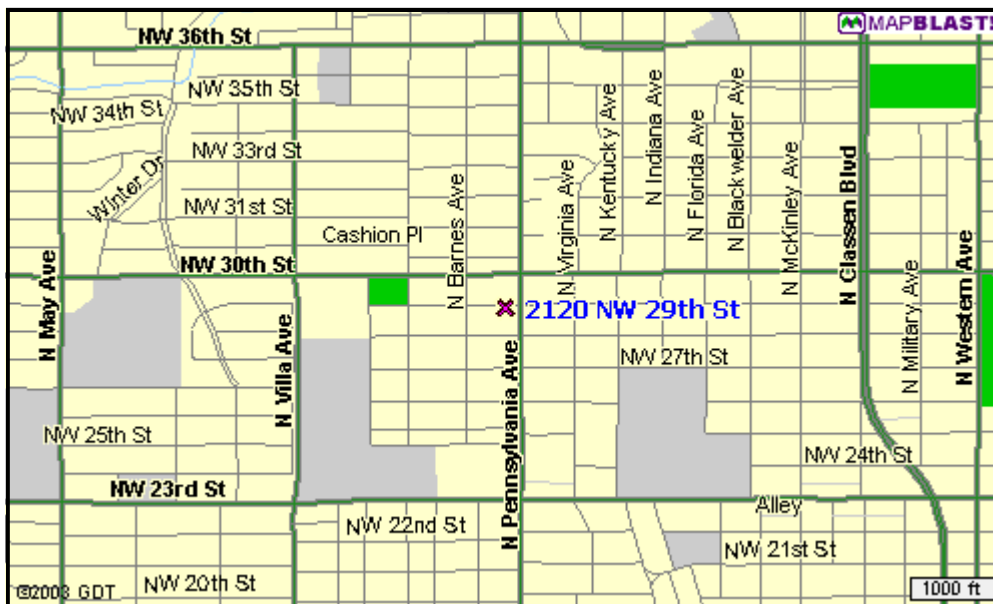 NW 36th St
MAPBLAST!
NW 35th St
NW 34th St
NW 33rd St
Winter Dr
NW 31st St
Cashion Pl
NW 30th St
N Barnes Ave
N Virginia Ave
N Kentucky Ave
N Indiana Ave
N Florida Ave
N Blackwelder Ave
N McKinley Ave
N Classen Blvd
N Military Ave
N Western Ave
N May Ave
N Villa Ave
2120 NW 29th St
N Pennsylvania Ave
NW 27th St
NW 25th St
NW 24th St
NW 23rd St
Alley
NW 22nd St
NW 21st St
NW 20th St
©2003 GDT
1000 ft